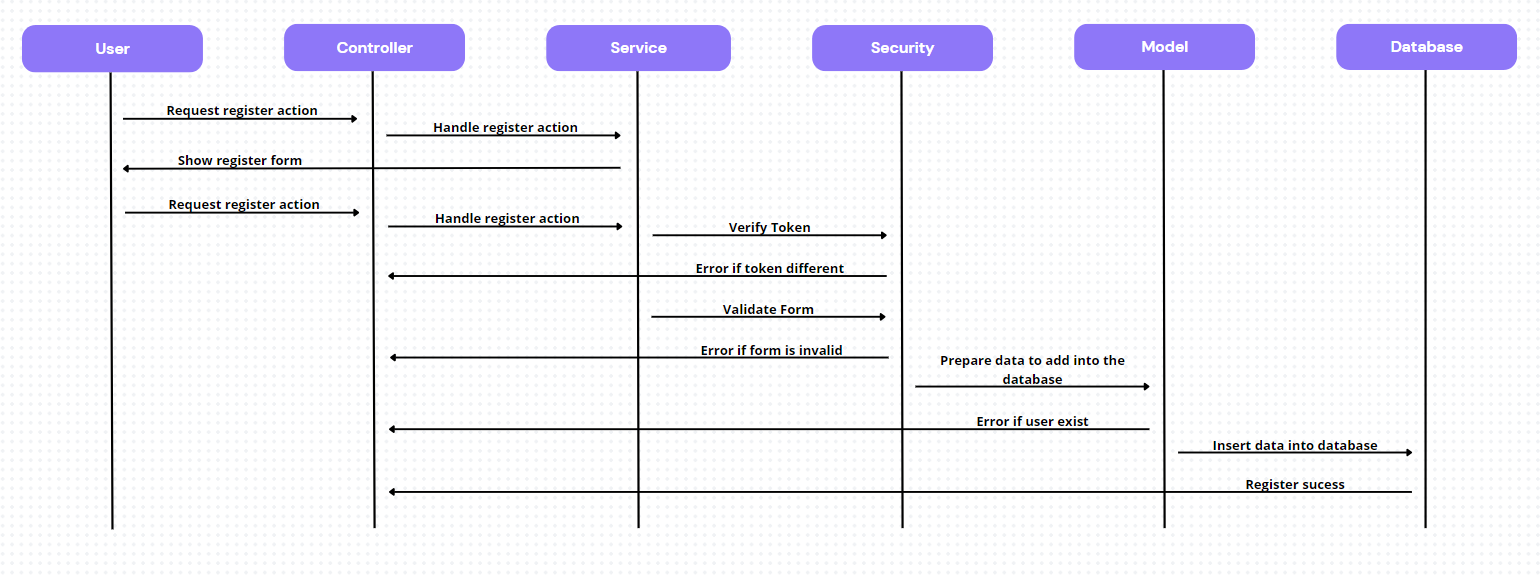 User
Controller
Service
Security
Model
Database
Request register action
Handle register action
Show register form
Request register action
Handle register action
Verify Token
Error if token different
Validate Form
Error if form is invalid
Prepare data to add into the
database
Error if user exist
Insert data into database
Register sucess